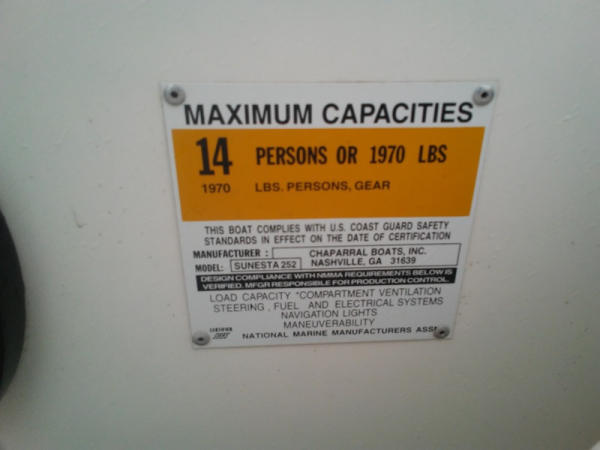 MAXIMUM CAPACITIES
14 PERSONS OR 1970 LBS
1970 LBS. PERSONS, GEAR
THIS BOAT COMPLIES WITH U.S. COAST GUARD SAFETY
STANDARDS IN EFFECT ON THE DATE OF CERTIFICATION
MANUFACTURER : CHAPARRAL BOATS, INC.
MODEL: SUNESTA 252 NASHVILLE, GA 31639
DESIGN COMPLIANCE WITH NMMA REQUIREMENTS BELOW IS
VERIFIED. MFGR RESPONSIBLE FOR PRODUCTION CONTROL.
LOAD CAPACITY *COMPARTMENT VENTILATION
STEERING , FUEL AND ELECTRICAL SYSTEMS
NAVIGATION LIGHTS
MANEUVERABILITY
NATIONAL MARINE MANUFACTURERS